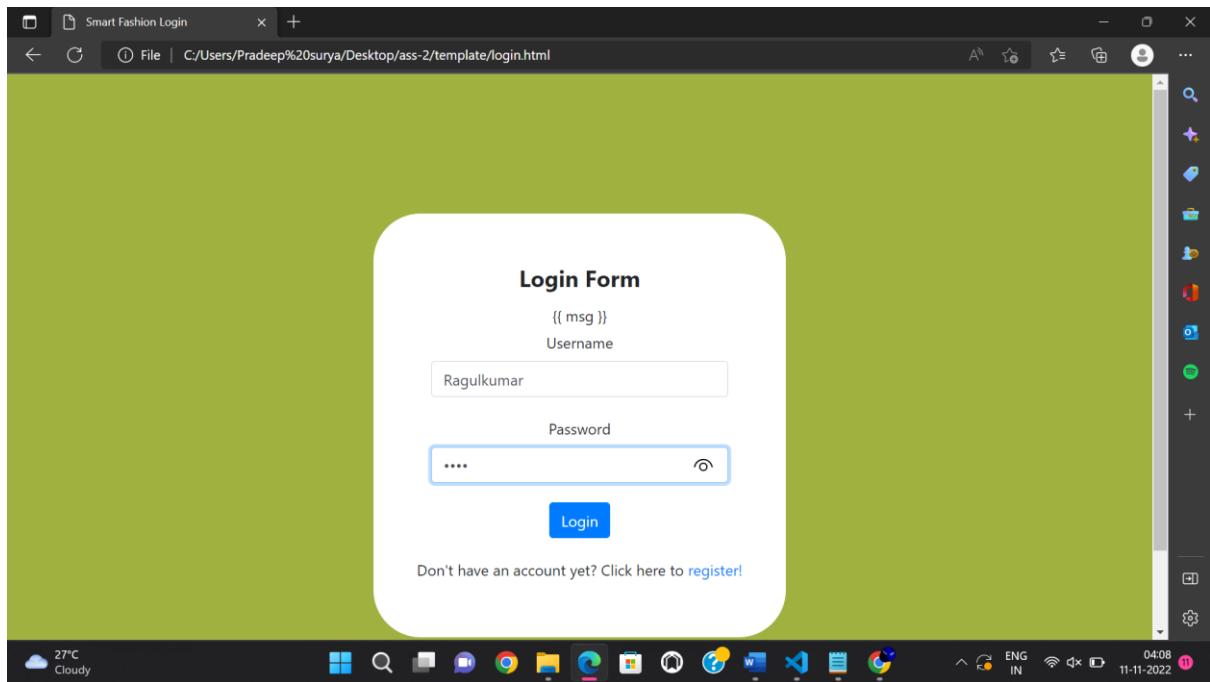 Smart Fashion Login
File | C:/Users/Pradeep%20surya/Desktop/ass-2/template/login.html
Login Form
{{ msg }}
Username
Ragulkumar
Password
••••
Login
Don't have an account yet? Click here to register!
27°C
Cloudy
ENG
IN
04:08
11-11-2022
11